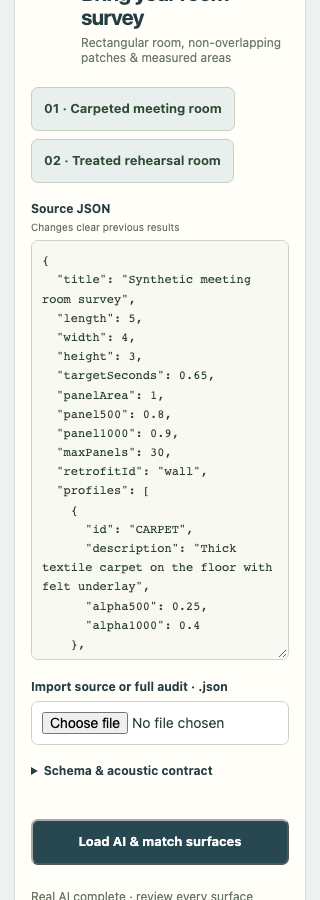 Bring your room
survey
Rectangular room, non-overlapping
patches & measured areas
01 · Carpeted meeting room
02 · Treated rehearsal room
Source JSON
Changes clear previous results
{
"title": "Synthetic meeting
room survey",
"length": 5,
"width": 4,
"height": 3,
"targetSeconds": 0.65,
"panelArea": 1,
"panel500": 0.8,
"panel1000": 0.9,
"maxPanels": 30,
"retrofitId": "wall",
"profiles": [
{
"id": "CARPET",
"description": "Thick
textile carpet on the floor with
felt underlay",
"alpha500": 0.25,
"alpha1000": 0.4
},
Import source or full audit · .json
Choose file No file chosen
▶ Schema & acoustic contract
Load AI & match surfaces
Real AI complete · review every surface